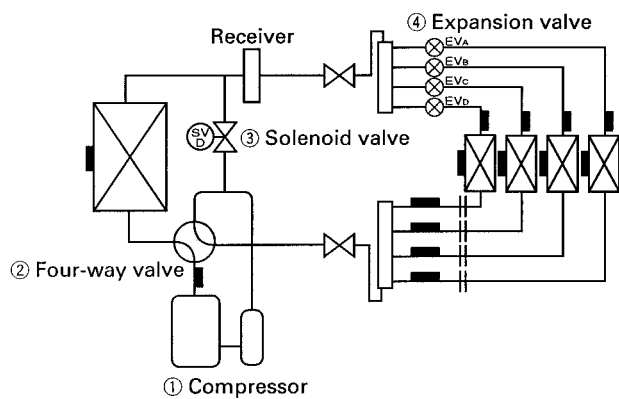 ④ Expansion valve
Receiver
EVA
EVB
EVC
EVD
SV
D
③ Solenoid valve
② Four-way valve
① Compressor